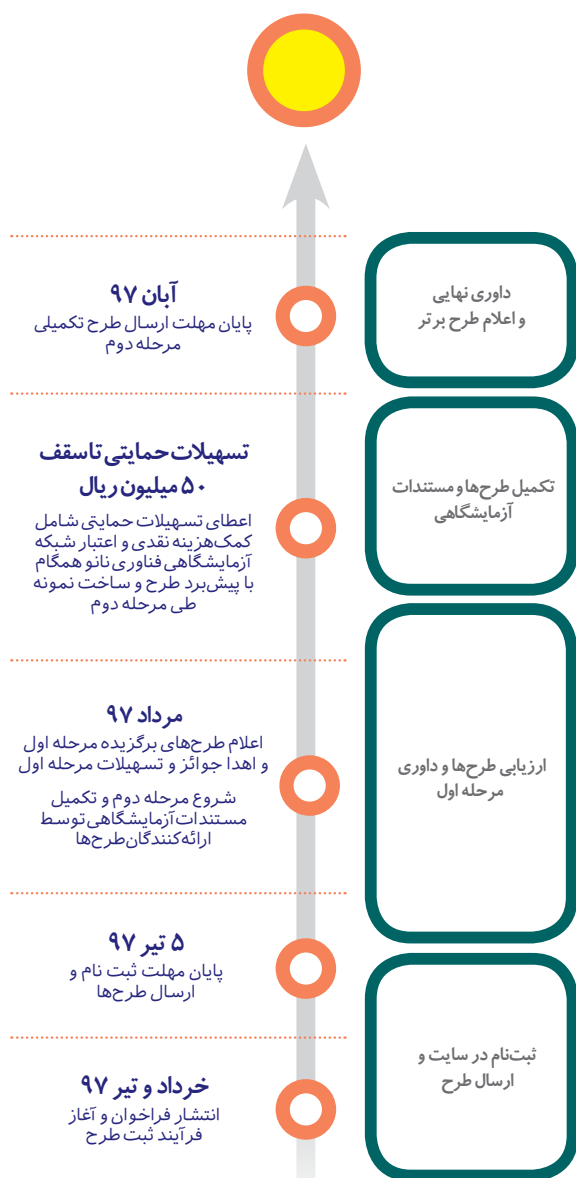 داوری نهایی
و اعلام طرح برتر
آبان ۹۷
پایان مهلت ارسال طرح تکمیلی
مرحله دوم
تکمیل طرح‌ها و مستندات
آزمایشگاهی
تسهیلات حمایتی تا سقف
۵۰ میلیون ریال
اعطای تسهیلات حمایتی شامل
کمک‌هزینه نقدی و اعتبار شبکه
آزمایشگاهی فناوری نانو همگام
با پیش‌برد طرح و ساخت نمونه
طی مرحله دوم
ارزیابی طرح‌ها و داوری
مرحله اول
مرداد ۹۷
اعلام طرح‌های برگزیده مرحله اول
و اهدا جوائز و تسهیلات مرحله اول
شروع مرحله دوم و تکمیل
مستندات آزمایشگاهی توسط
ارائه‌کنندگان طرح‌ها
۵ تیر ۹۷
پایان مهلت ثبت نام و
ارسال طرح‌ها
ثبت‌نام در سایت و
ارسال طرح
خرداد و تیر ۹۷
انتشار فراخوان و آغاز
فرآیند ثبت طرح